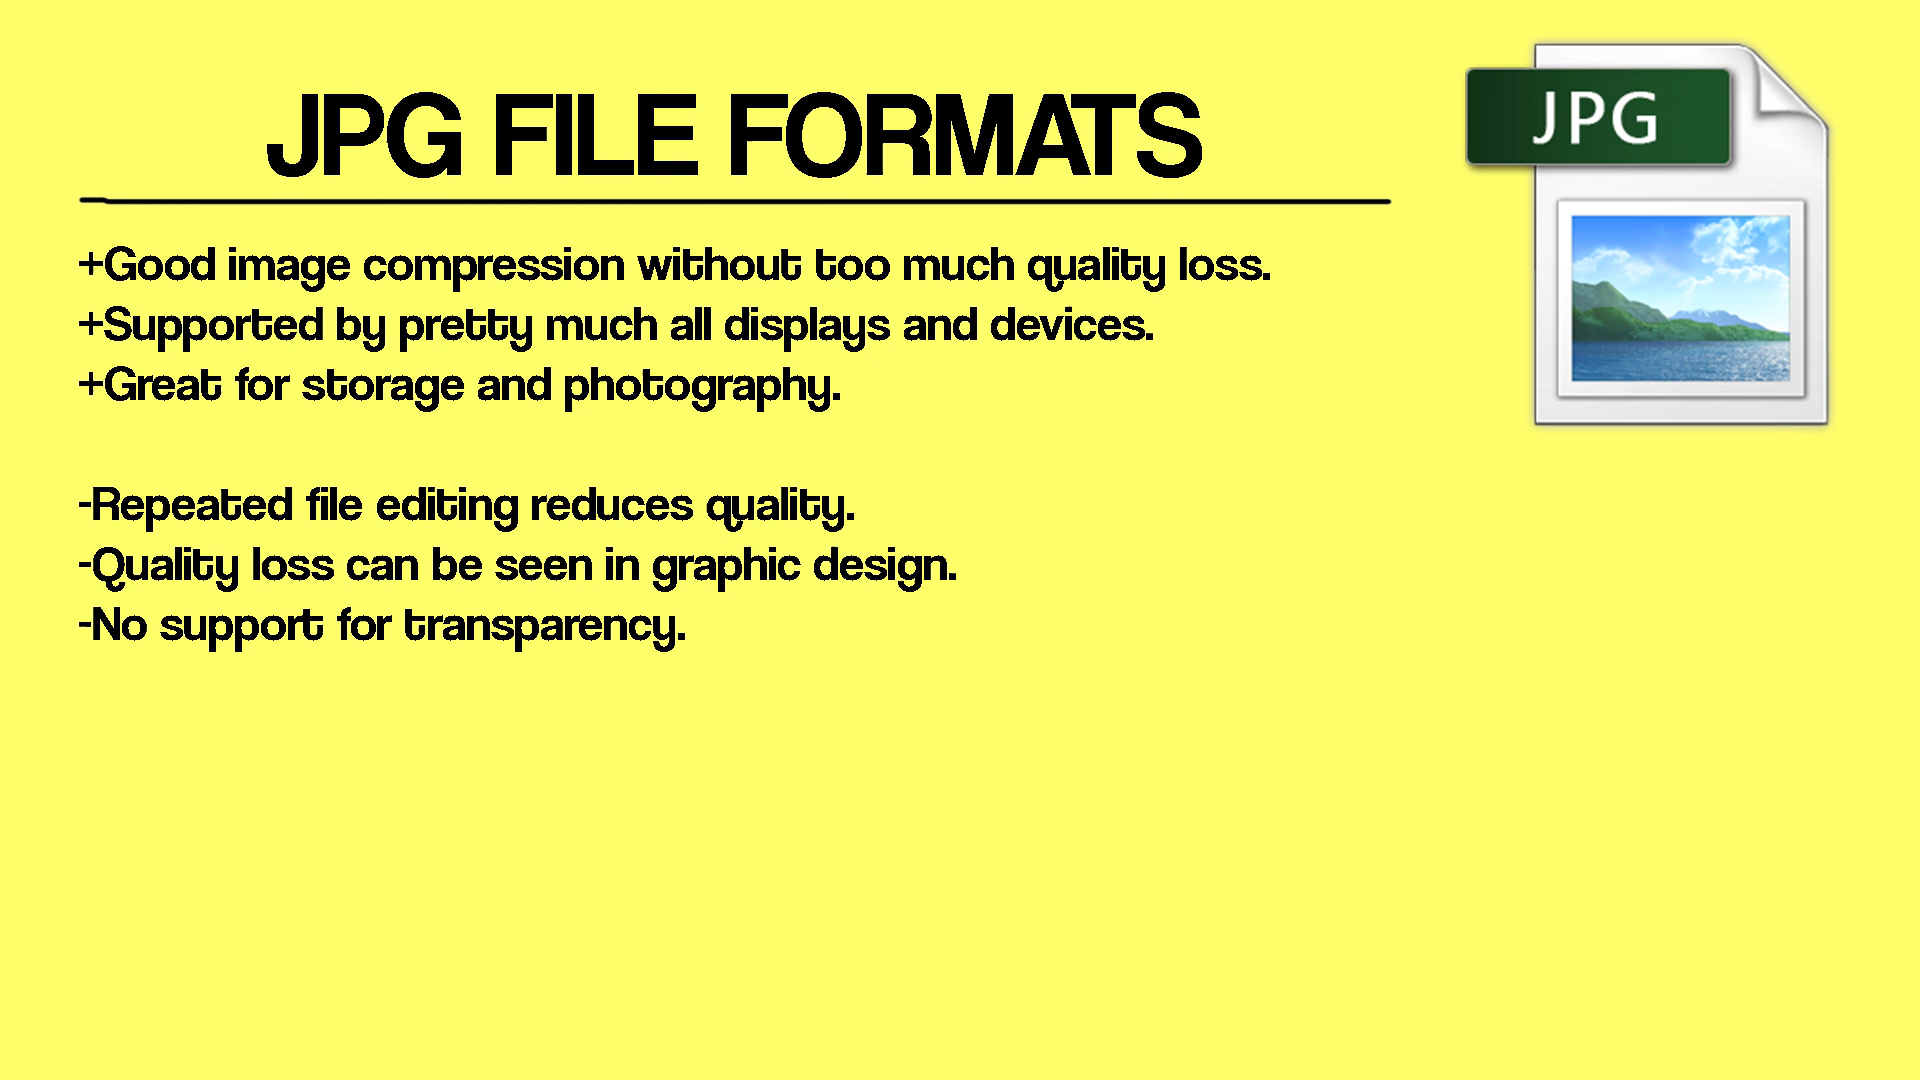 JPG FILE FORMATS
JPG
+Good image compression without too much quality loss.
+Supported by pretty much all displays and devices.
+Great for storage and photography.
-Repeated file editing reduces quality.
-Quality loss can be seen in graphic design.
-No support for transparency.